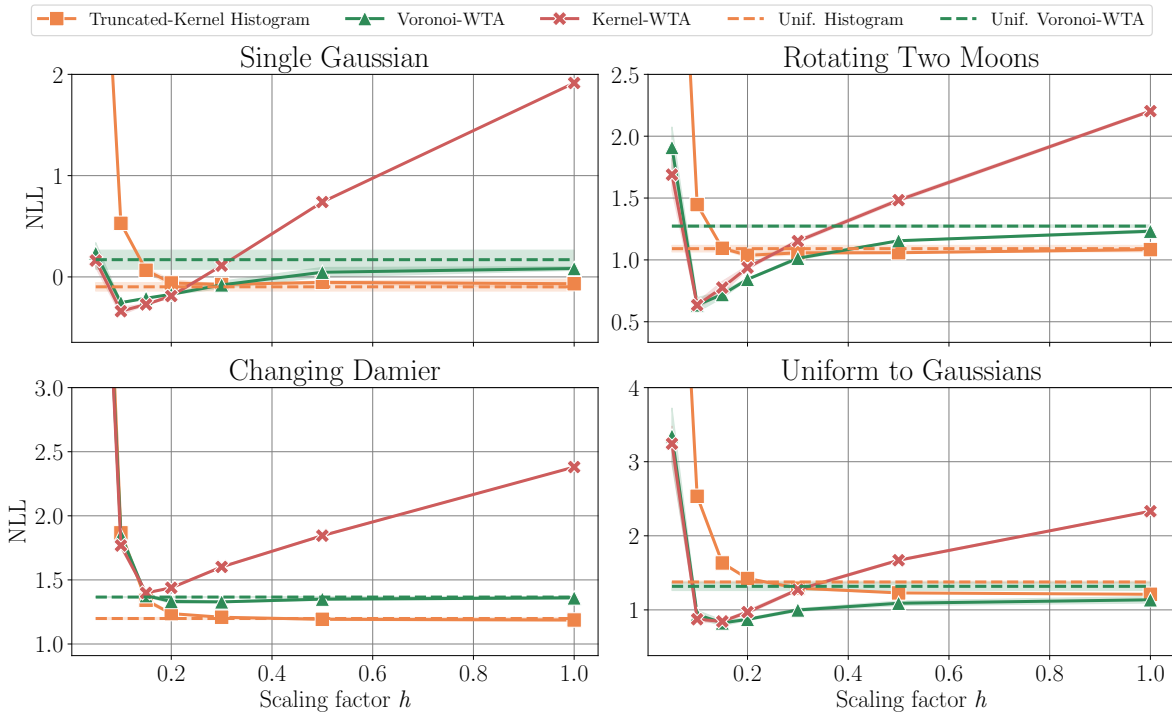 Truncated-Kernel Histogram Voronoi-WTA Kernel-WTA Unif. Histogram Unif. Voronoi-WTA
Single Gaussian
NLL
2
1
0
Rotating Two Moons
2.5
2.0
1.5
1.0
0.5
Changing Damier
NLL
3.0
2.5
2.0
1.5
1.0
0.2 0.4 0.6 0.8 1.0
Scaling factor h
Uniform to Gaussians
4
3
2
1
0.2 0.4 0.6 0.8 1.0
Scaling factor h